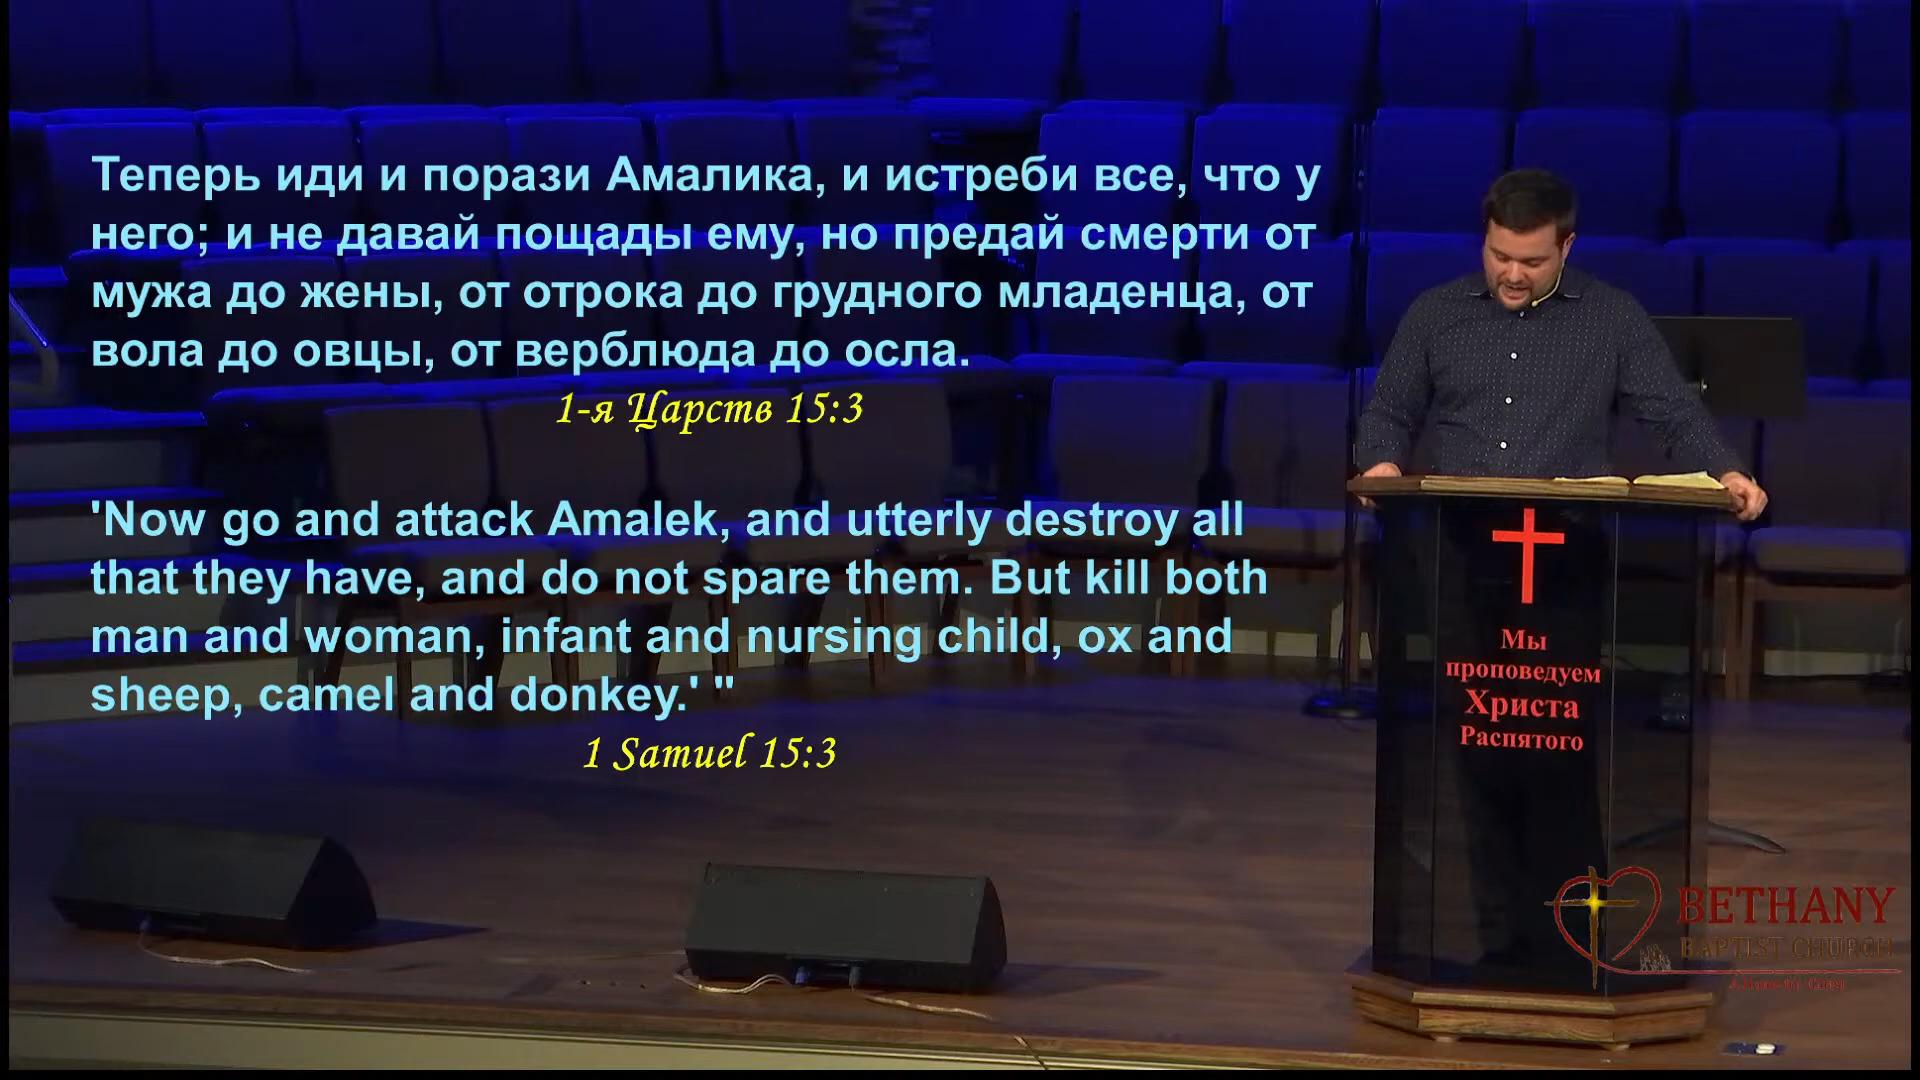 Теперь иди и порази Амалика, и истреби все, что у
него; и не давай пощады ему, но предай смерти от
мужа до жены, от отрока до грудного младенца, от
вола до овцы, от верблюда до осла.
1-я Царств 15:3
'Now go and attack Amalek, and utterly destroy all
that they have, and do not spare them. But kill both
man and woman, infant and nursing child, ox and
sheep, camel and donkey.' "
1 Samuel 15:3
Мы
проповедуем
Христа
Распятого
BETHANY
BAPTIST CHURCH